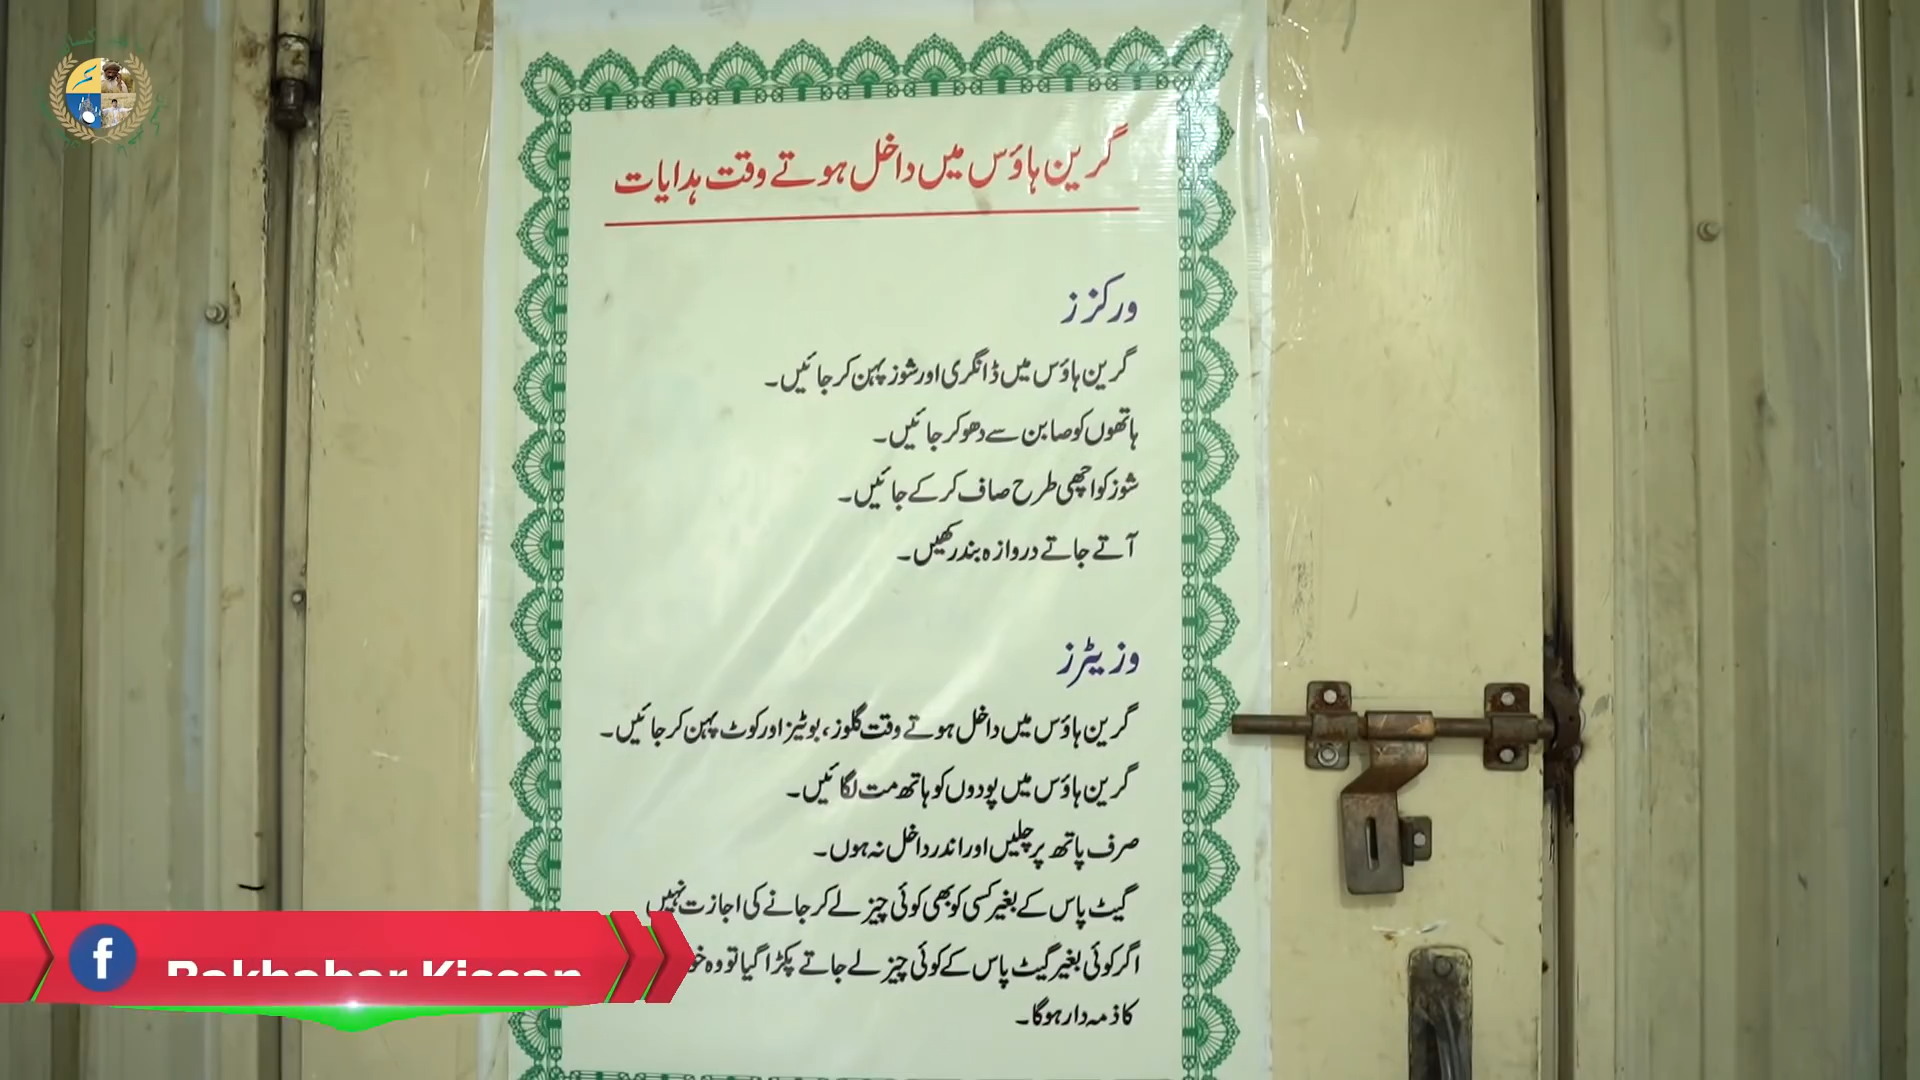 گرین ہاؤس میں داخل ہوتے وقت ہدایات
ورکرز
گرین ہاؤس میں ڈانگری اور شوز پہن کر جائیں۔
ہاتھوں کو صابن سے دھو کر جائیں۔
شوز کو اچھی طرح صاف کر کے جائیں۔
آتے جاتے دروازہ بند رکھیں۔
وزیٹرز
گرین ہاؤس میں داخل ہوتے وقت گلوز، بوٹیز اور کوٹ پہن کر جائیں۔
گرین ہاؤس میں پودوں کو ہاتھ مت لگائیں۔
صرف پاتھ پر چلیں اور اندر داخل نہ ہوں۔
گیٹ پاس کے بغیر کسی کو بھی کوئی چیز لے کر جانے کی اجازت نہیں
اگر کوئی بغیر گیٹ پاس کے کوئی چیز لے جاتے پکڑا گیا تو وہ
کا ذمہ دار ہوگا۔
Bakhabar Kissan